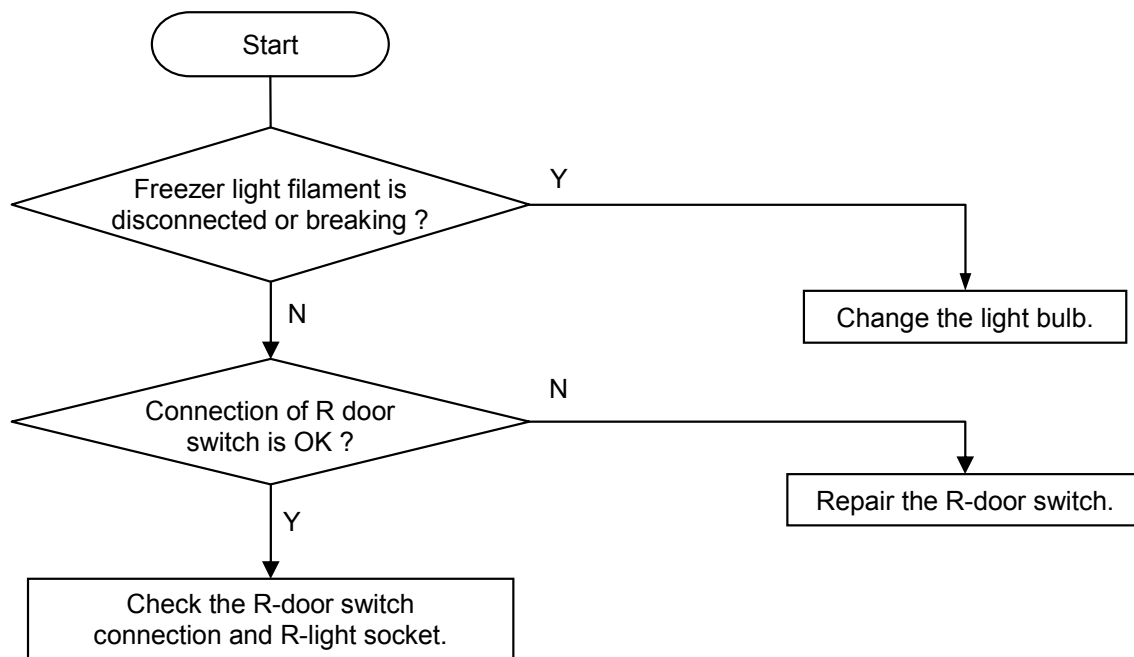 Start
Freezer light filament is
disconnected or breaking ?
Y
Change the light bulb.
N
Connection of R door
switch is OK ?
N
Repair the R-door switch.
Y
Check the R-door switch
connection and R-light socket.